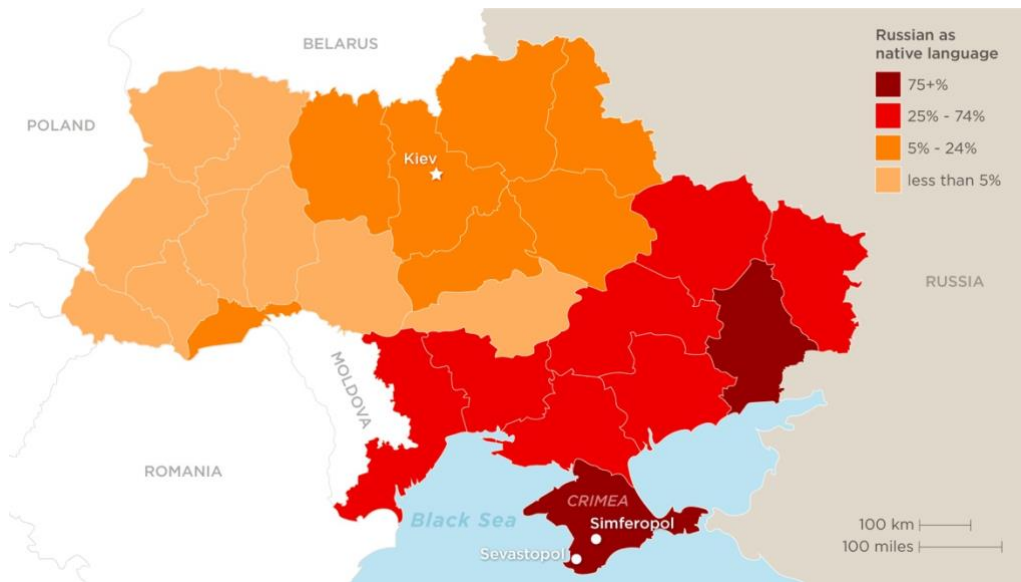 BELARUS
Russian as
native language
75+%
25% - 74%
5% - 24%
less than 5%
POLAND
Kiev
RUSSIA
MOLDOVA
ROMANIA
CRIMEA
Black Sea
Simferopol
Sevastopol
100 km
100 miles